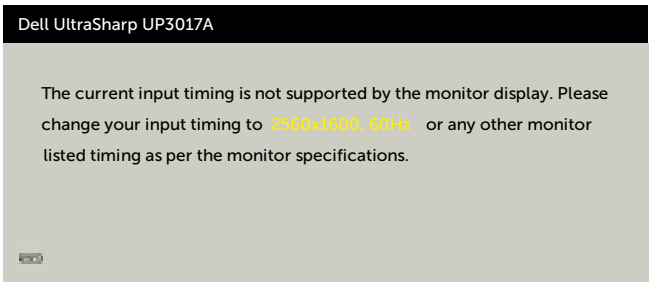 Dell UltraSharp UP3017A
The current input timing is not supported by the monitor display. Please
change your input timing to 2560x1600, 60Hz or any other monitor
listed timing as per the monitor specifications.